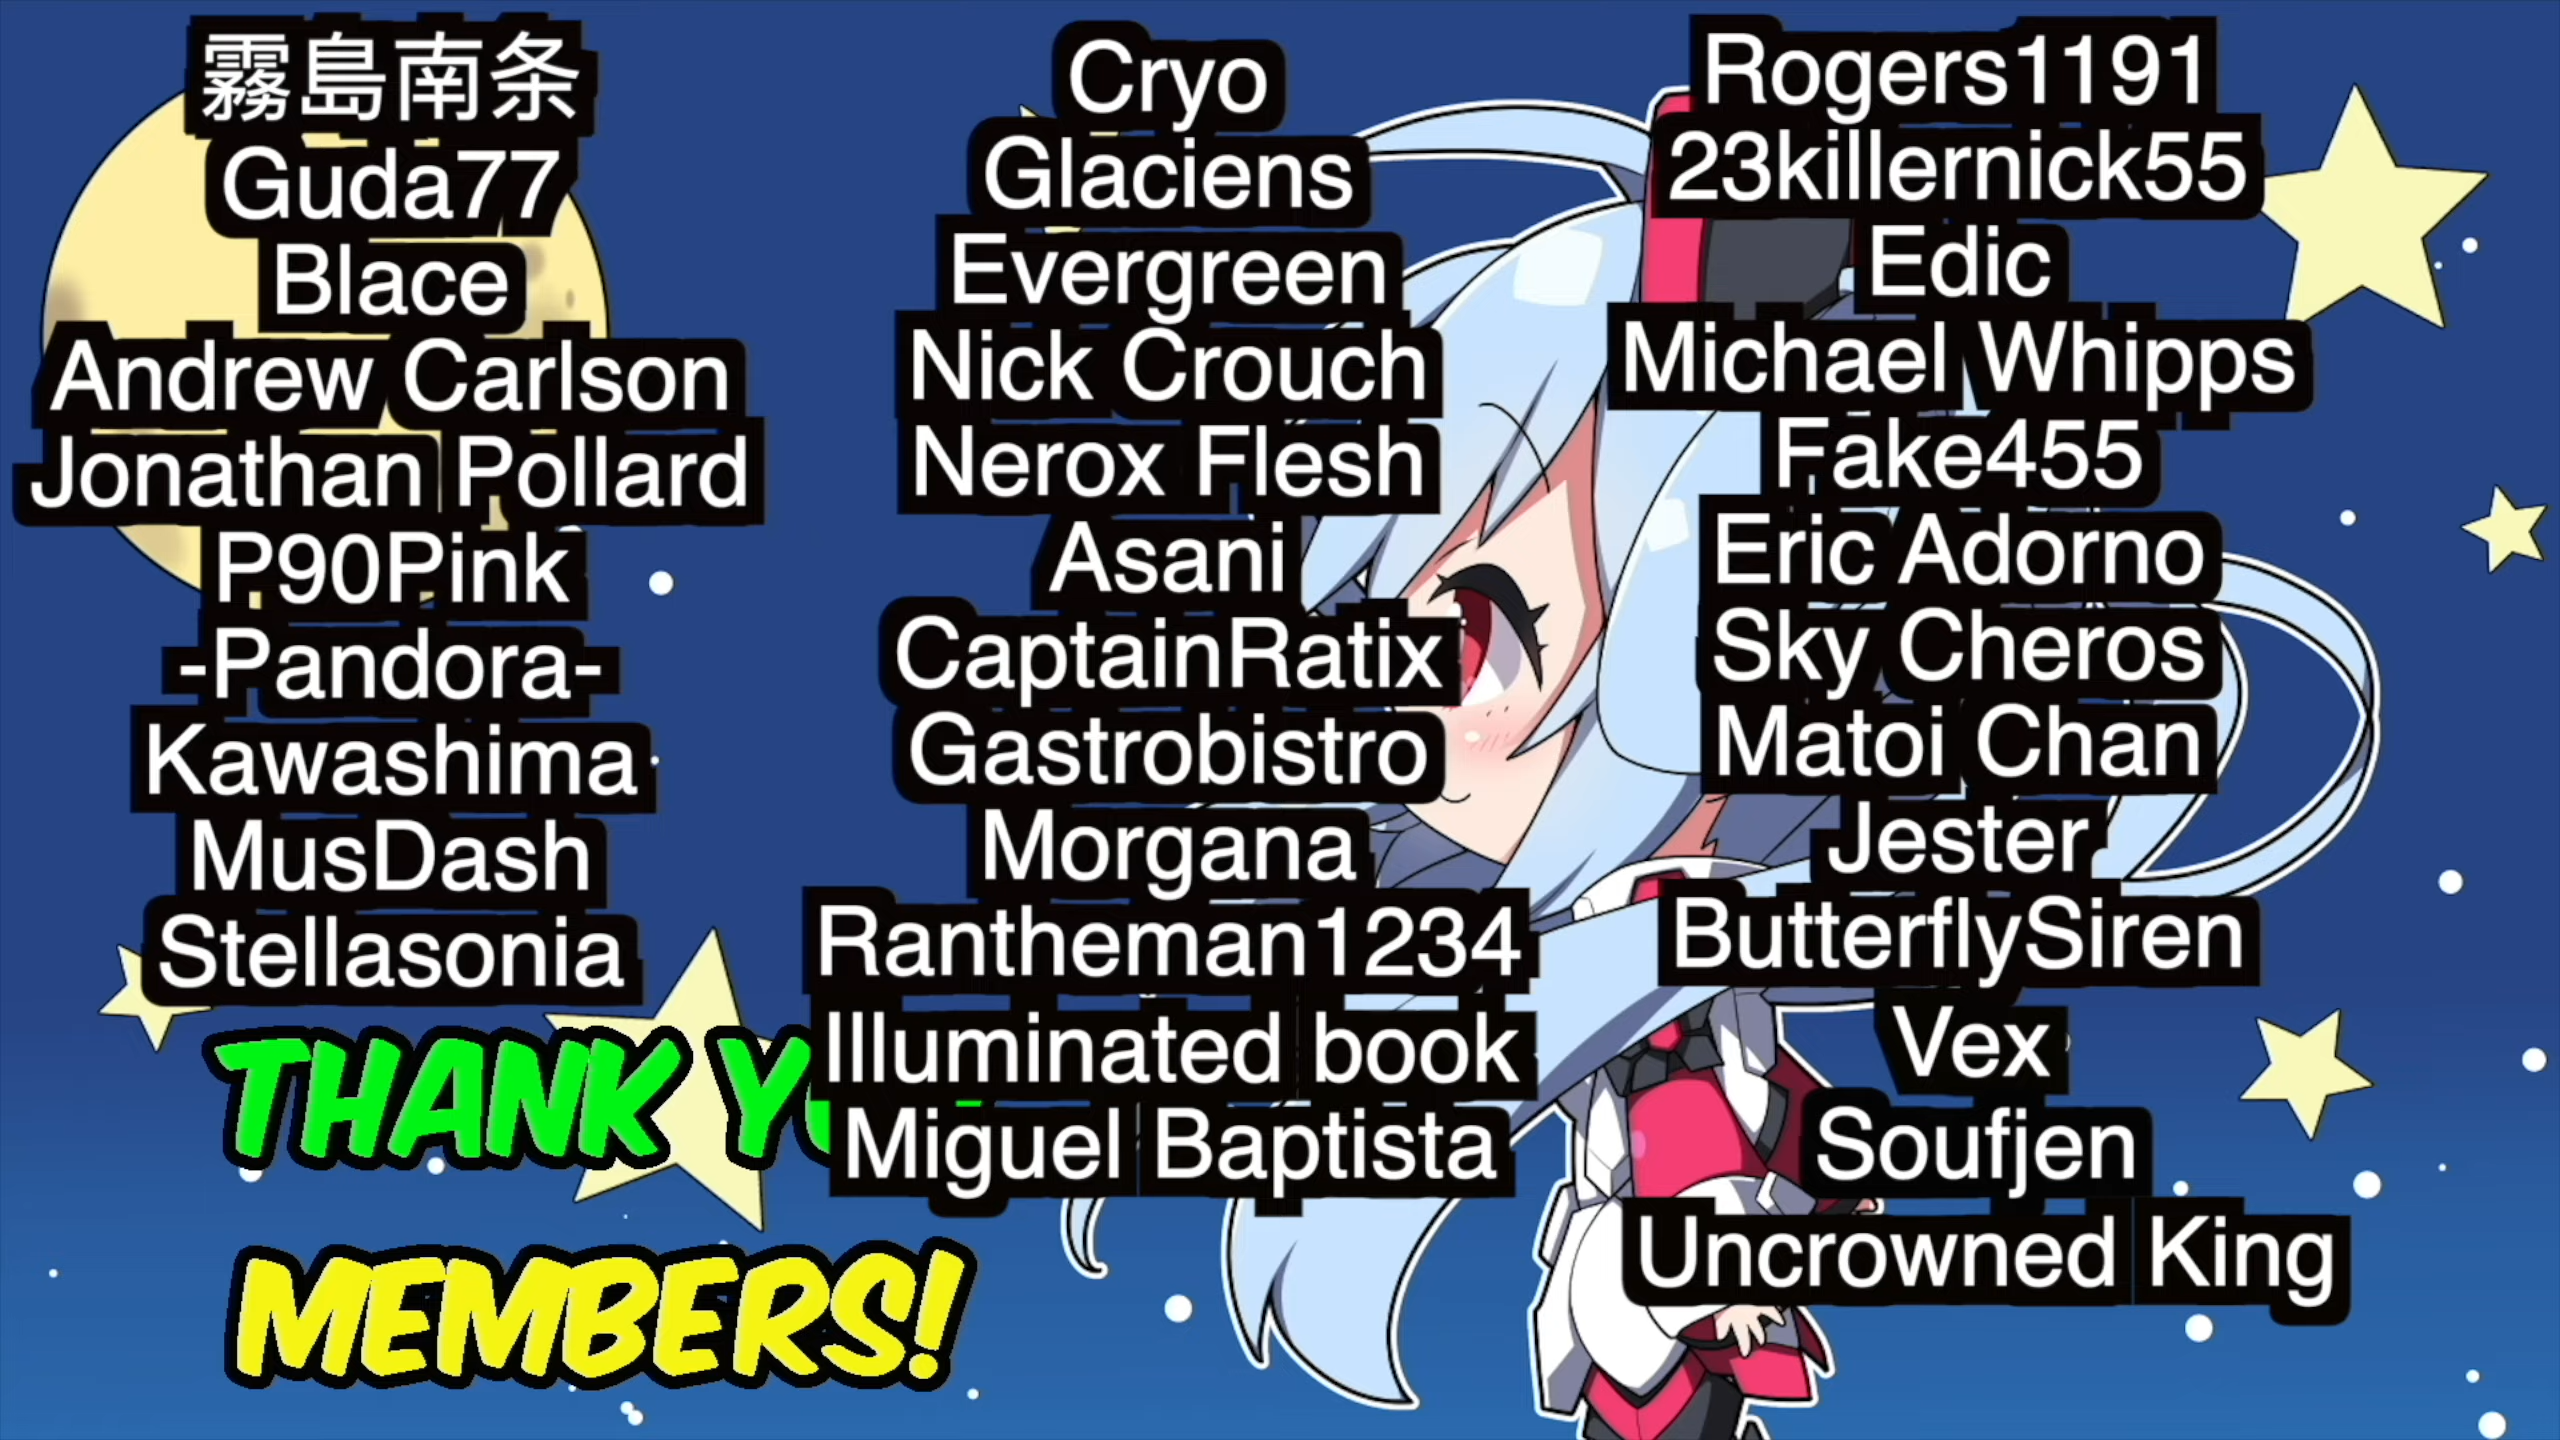 霧島南条
Guda77
Blace
Andrew Carlson
Jonathan Pollard
P90Pink
-Pandora-
Kawashima
MusDash
Stellasonia
THANK
MEMBERS!
Cryo
Glaciens
Evergreen
Nick Crouch
Nerox Flesh
Asani
CaptainRatix
Gastrobistro
Morgana
Rantheman1234
Illuminated book
Miguel Baptista
Rogers1191
23killernick55
Edic
Michael Whipps
Fake455
Eric Adorno
Sky Cheros
Matoi Chan
Jester
ButterflySiren
Vex
Soufjen
Uncrowned King